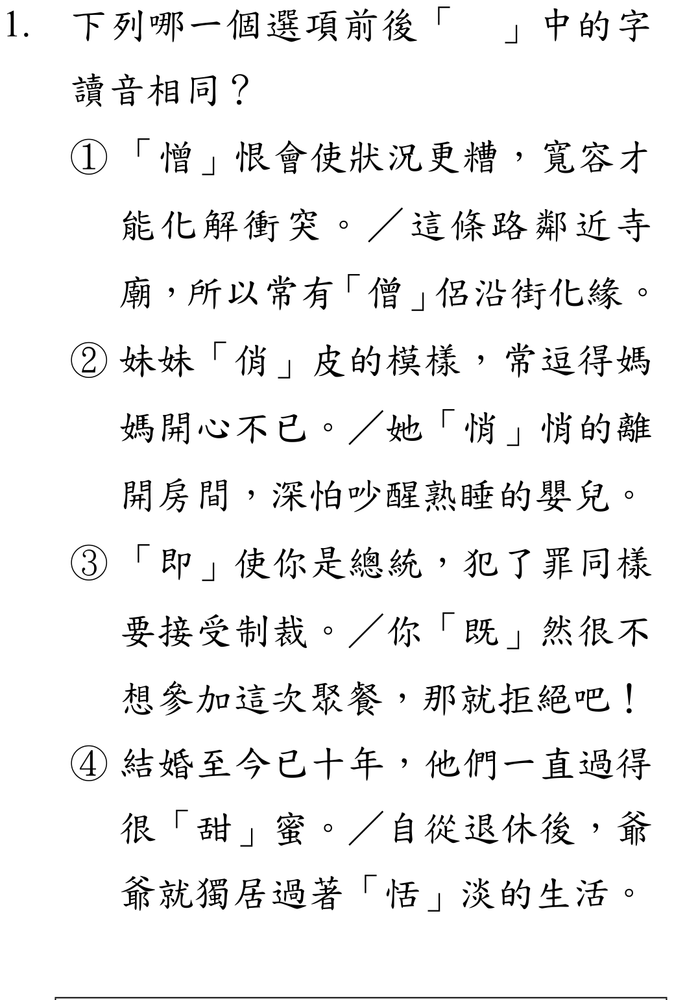 1. 下列哪一個選項前後「　」中的字
讀音相同？
①「憎」恨會使狀況更糟，寬容才
能化解衝突。／這條路鄰近寺
廟，所以常有「僧」侶沿街化緣。
②妹妹「俏」皮的模樣，常逗得媽
媽開心不已。／她「悄」悄的離
開房間，深怕吵醒熟睡的嬰兒。
③「即」使你是總統，犯了罪同樣
要接受制裁。／你「既」然很不
想參加這次聚餐，那就拒絕吧！
④結婚至今已十年，他們一直過得
很「甜」蜜。／自從退休後，爺
爺就獨居過著「恬」淡的生活。